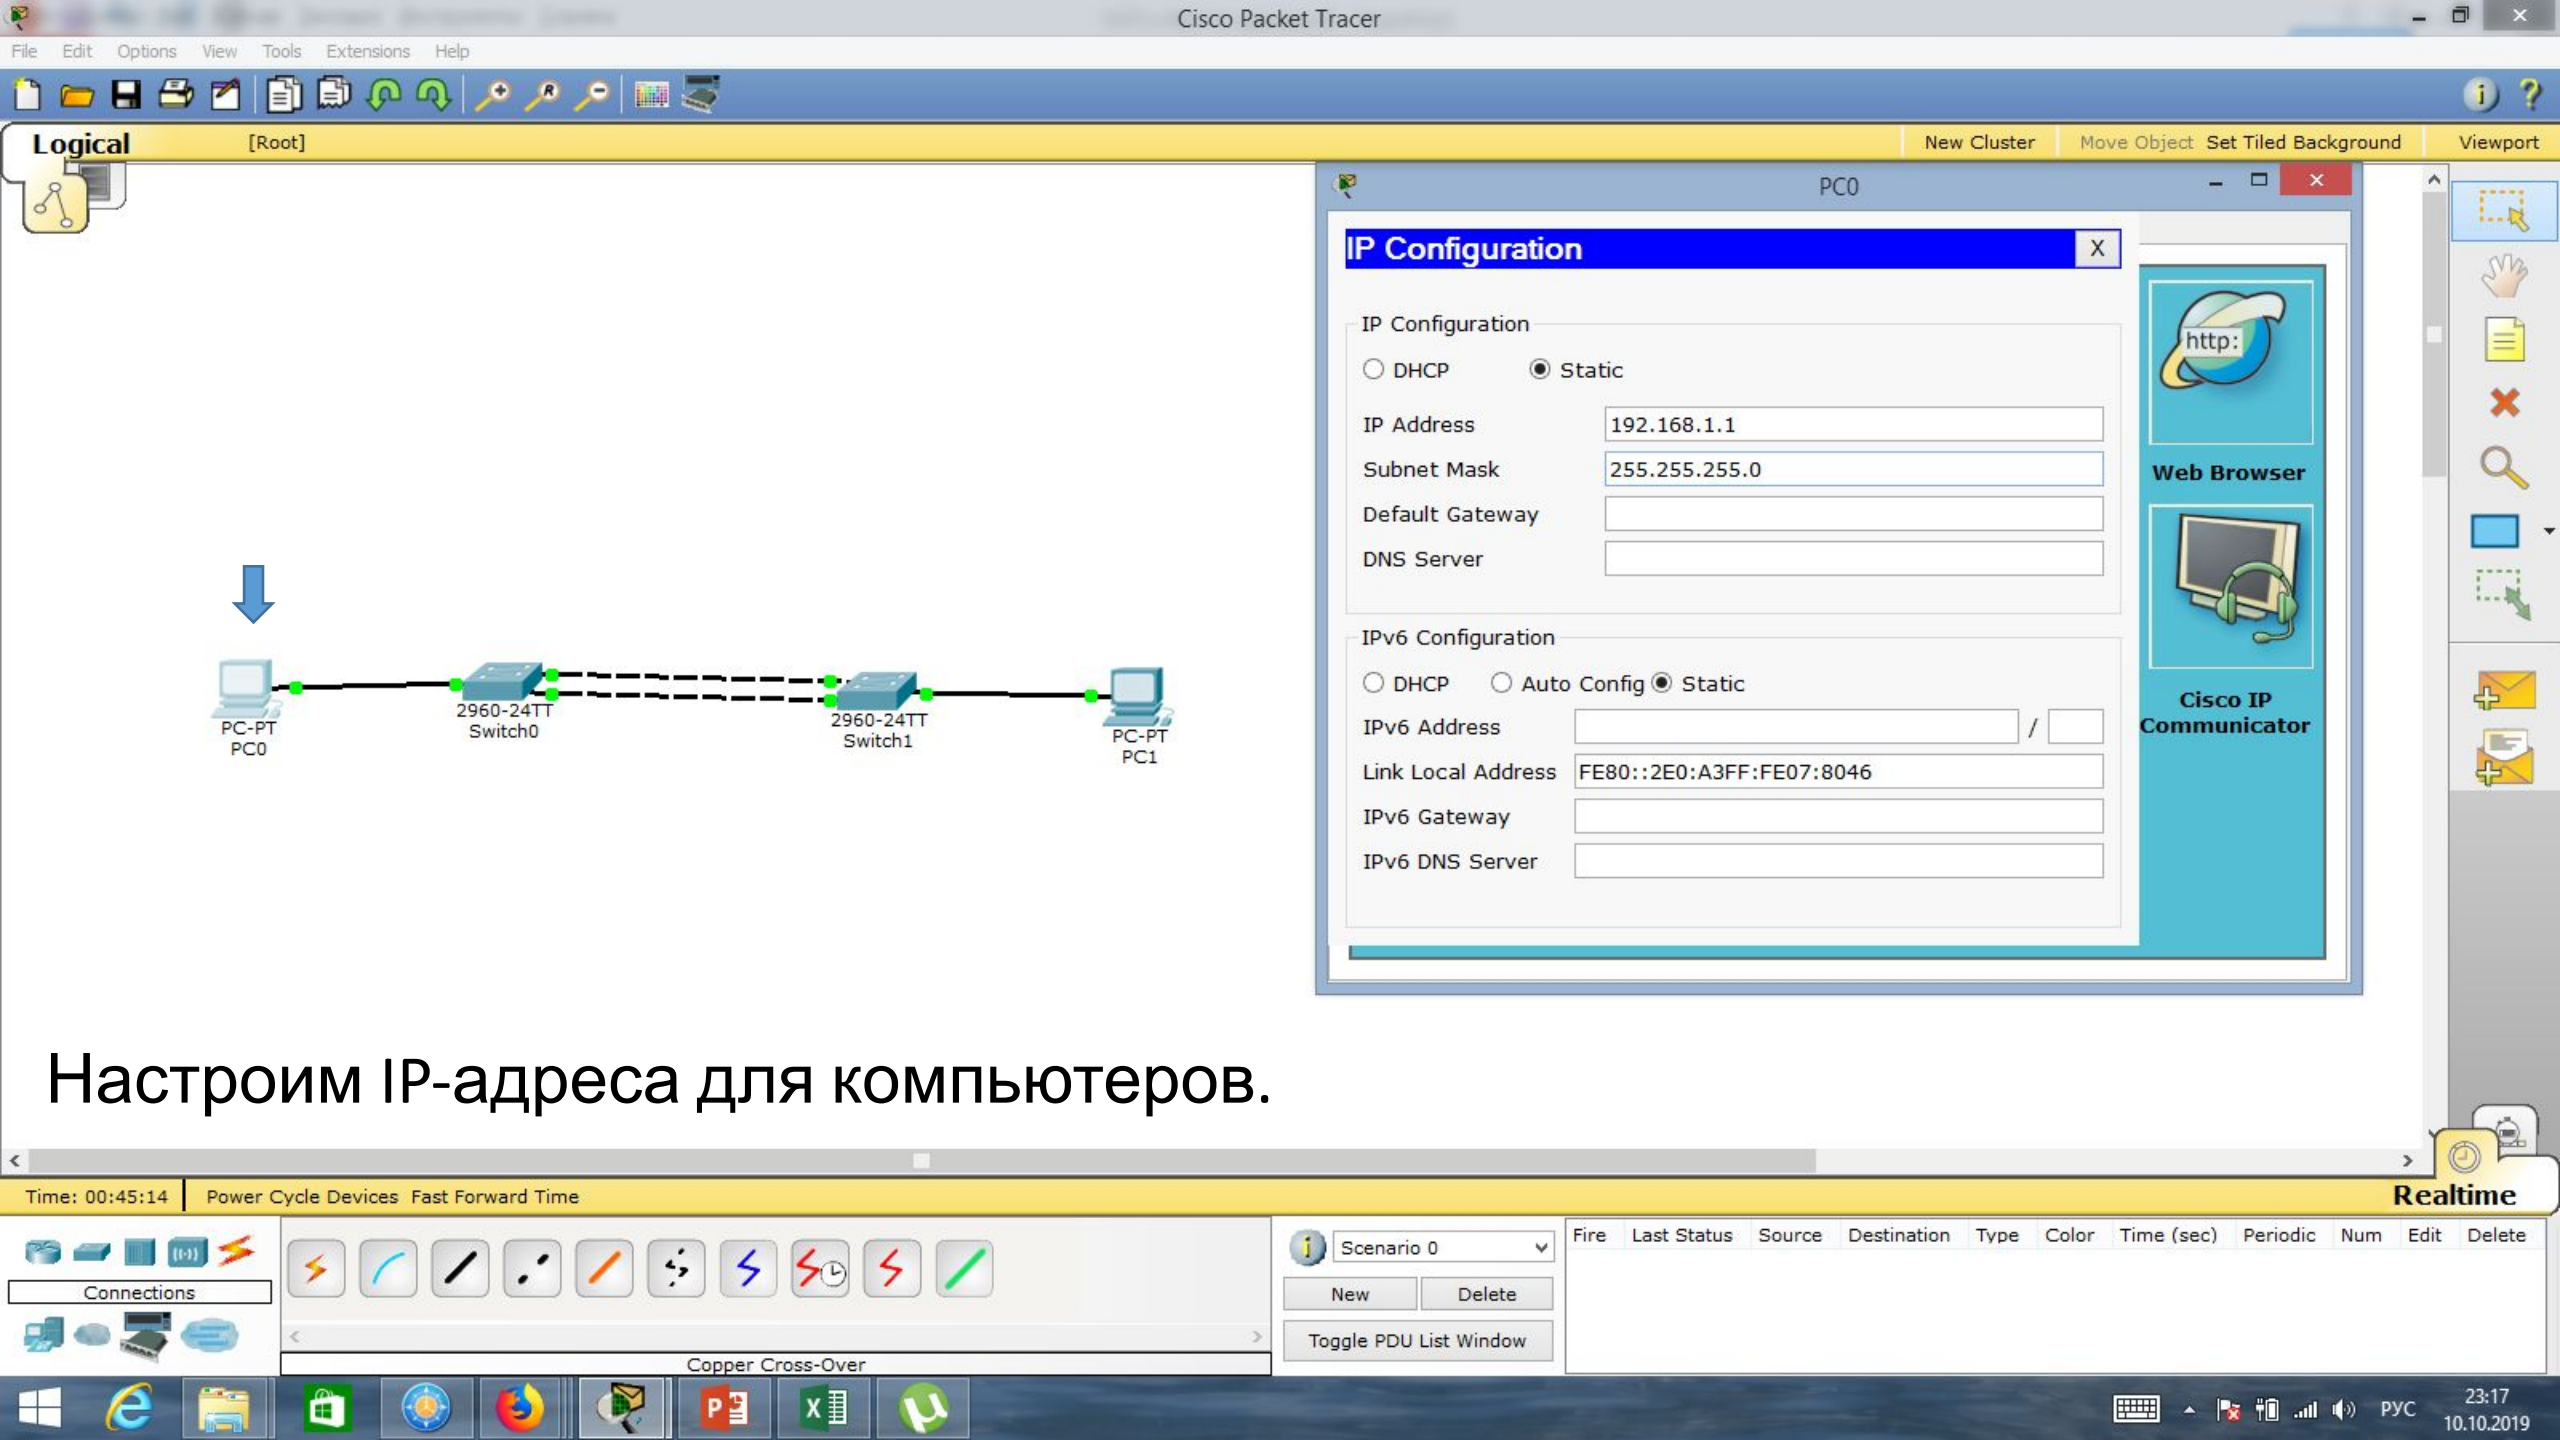 Cisco Packet Tracer
File Edit Options View Tools Extensions Help
Logical [Root] New Cluster Move Object Set Tiled Background Viewport
PC0
IP Configuration X
IP Configuration
DHCP Static
IP Address 192.168.1.1
Subnet Mask 255.255.255.0
Default Gateway
DNS Server
http:
Web Browser
IPv6 Configuration
DHCP Auto Config Static
IPv6 Address /
Link Local Address FE80::2E0:A3FF:FE07:8046
IPv6 Gateway
IPv6 DNS Server
Cisco IP
Communicator
PC-PT
PC0
2960-24TT
Switch0
2960-24TT
Switch1
PC-PT
PC1
Настроим IP-адреса для компьютеров.
Time: 00:45:14 Power Cycle Devices Fast Forward Time Realtime
Connections
Copper Cross-Over
Scenario 0
New Delete
Toggle PDU List Window
Fire Last Status Source Destination Type Color Time (sec) Periodic Num Edit Delete
РУС
23:17
10.10.2019